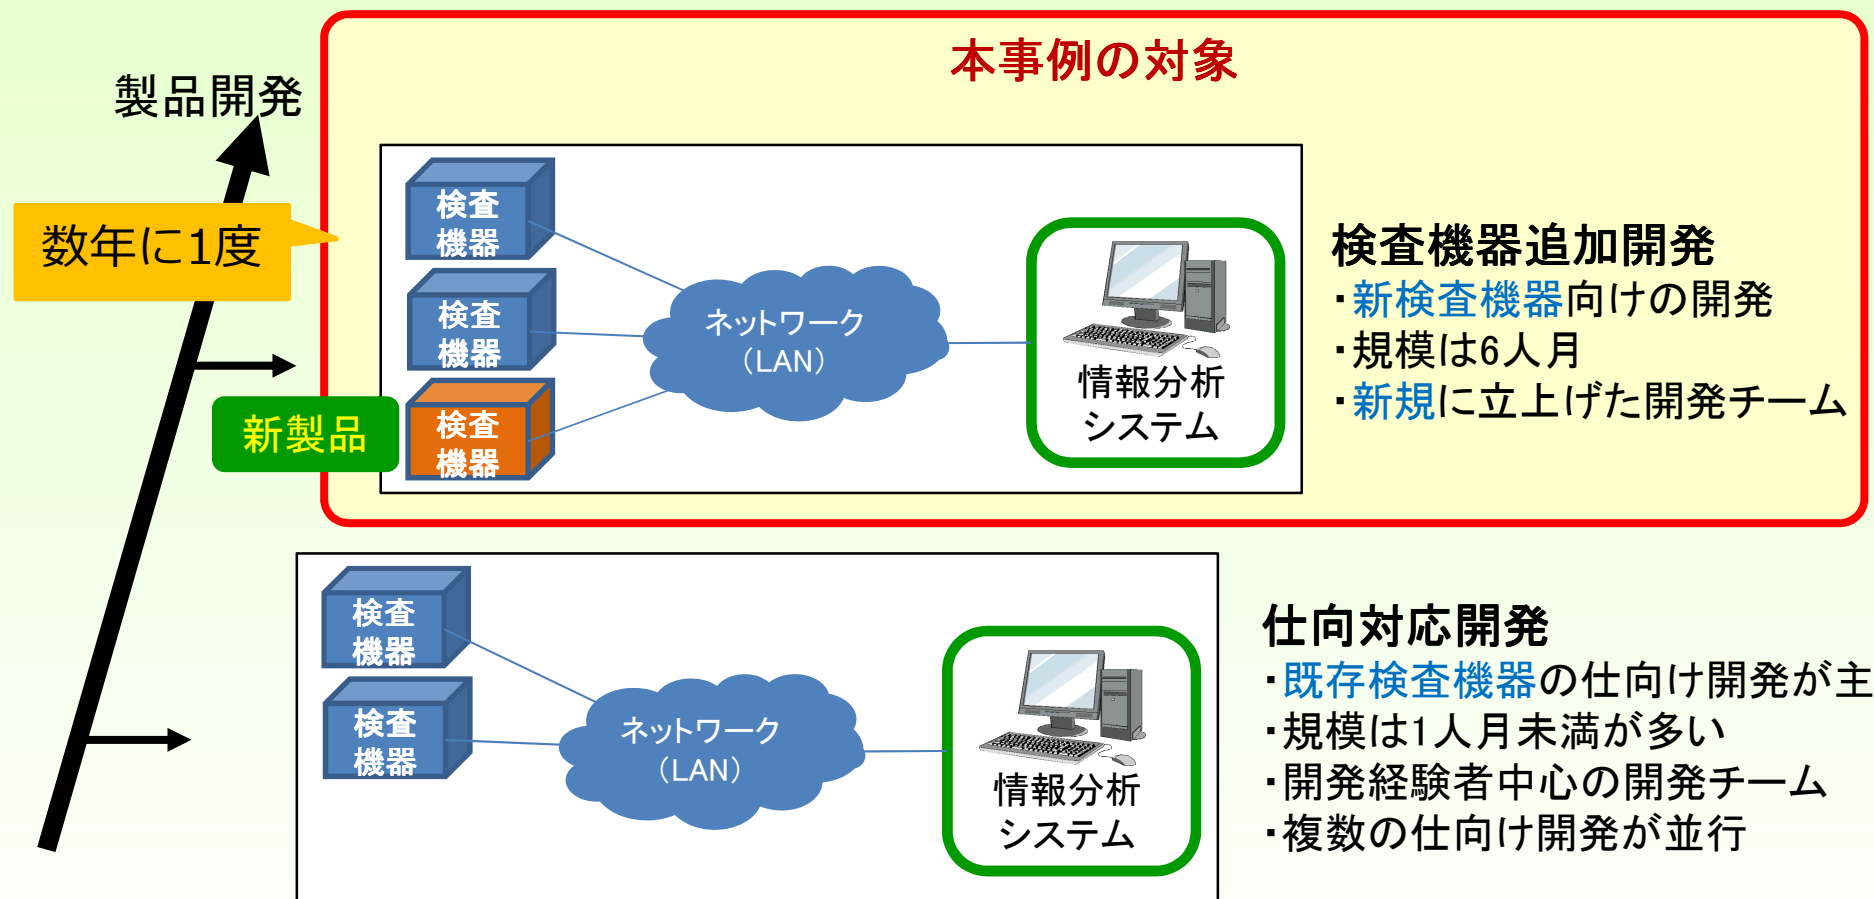 本事例の対象
製品開発
数年に1度
検査
機器
検査
機器
新製品
検査
機器
ネットワーク
(LAN)
情報分析
システム
検査機器追加開発
・新検査機器向けの開発
・規模は6人月
・新規に立上げた開発チーム
検査
機器
検査
機器
ネットワーク
(LAN)
情報分析
システム
仕向対応開発
・既存検査機器の仕向け開発が主
・規模は1人月未満が多い
・開発経験者中心の開発チーム
・複数の仕向け開発が並行